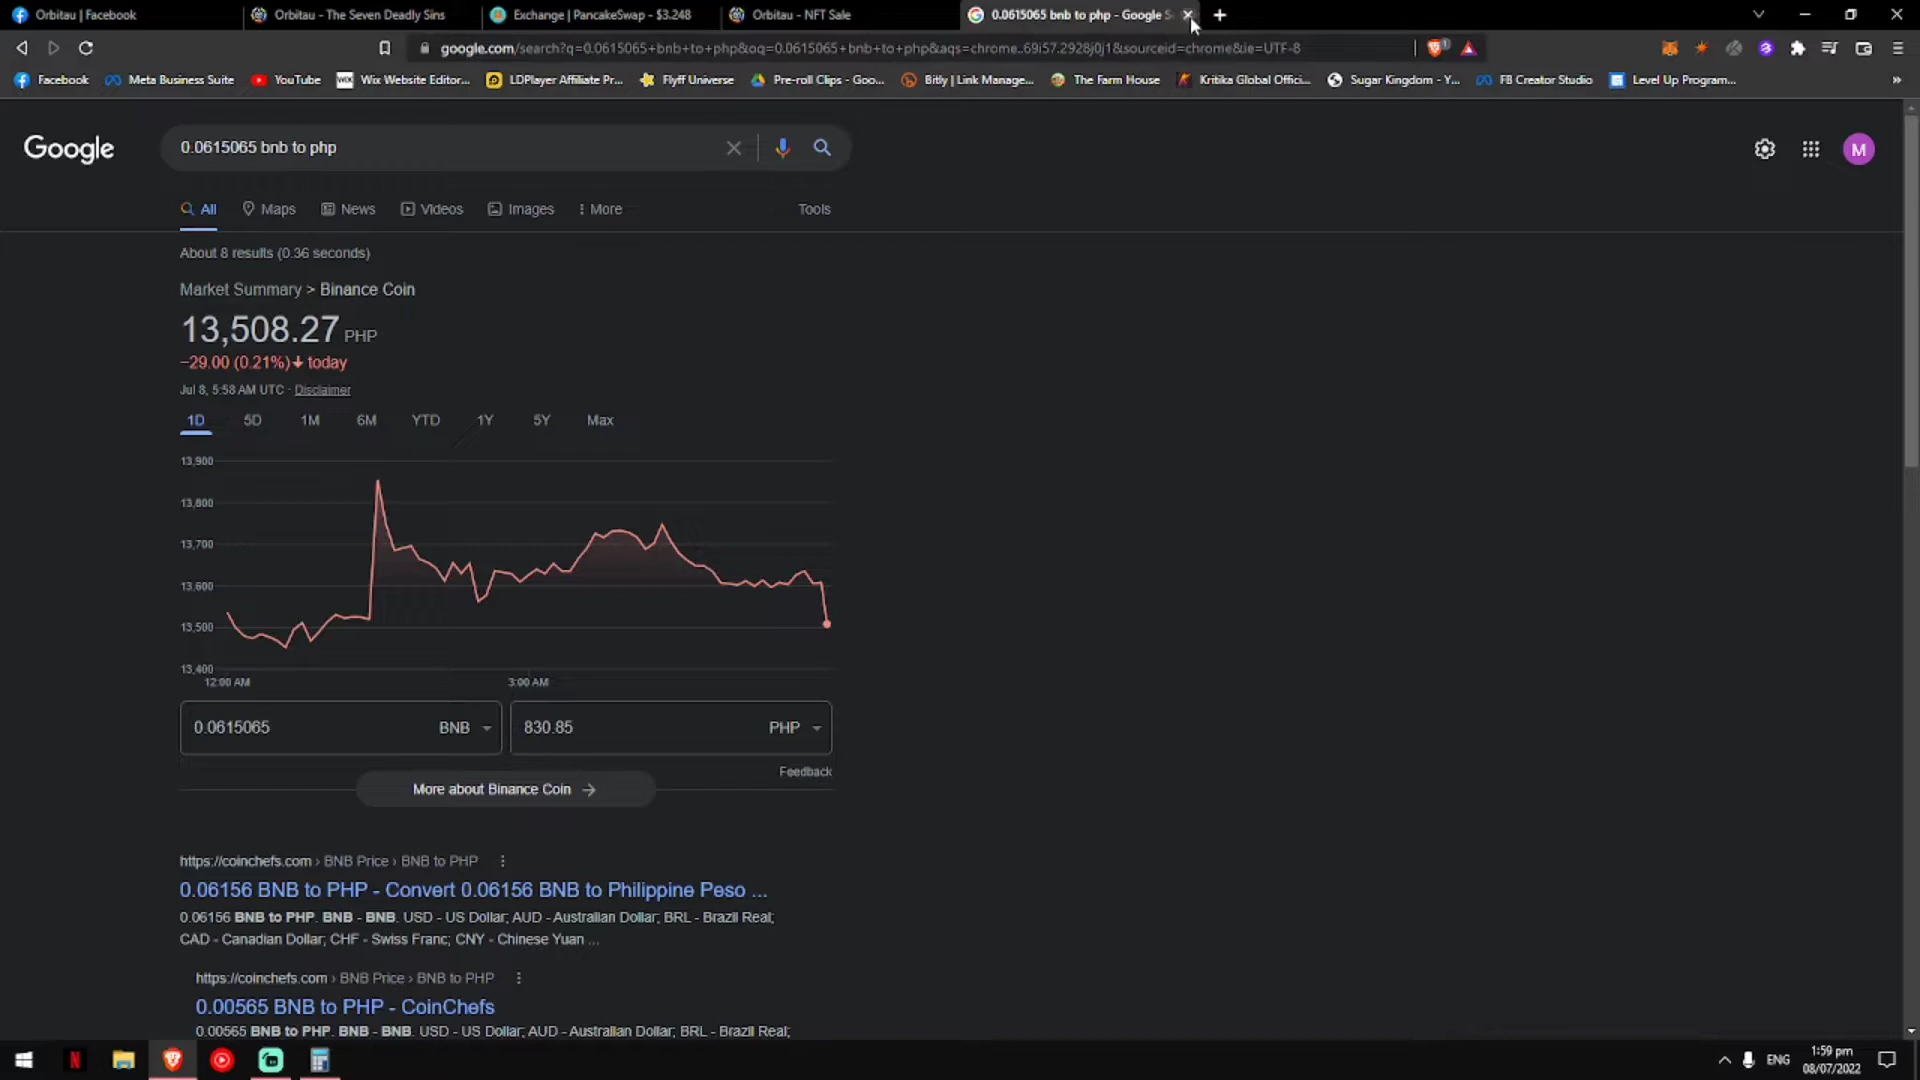 Orbitau | Facebook
Orbitau - The Seven Deadly Sins
Exchange | PancakeSwap - $3.248
Orbitau - NFT Sale
0.0615065 bnb to php - Google S
google.com/search?q=0.0615065+bnb+to+php&oq=0.0615065+bnb+to+php&aqs=chrome..69i57.2928j0j1&sourceid=chrome&ie=UTF-8
Facebook
Meta Business Suite
YouTube
Wix Website Editor...
LDPlayer Affiliate Pr...
Flyff Universe
Pre-roll Clips - Goo...
Bitly | Link Manage...
The Farm House
Kritika Global Offici...
Sugar Kingdom - Y...
FB Creator Studio
Level Up Program...
Google
0.0615065 bnb to php
M
All
Maps
News
Videos
Images
More
Tools
About 8 results (0.36 seconds)
Market Summary > Binance Coin
13,508.27 PHP
−29.00 (0.21%) today
Jul 8, 5:58 AM UTC · Disclaimer
1D
5D
1M
6M
YTD
1Y
5Y
Max
13,900
13,800
13,700
13,600
13,500
13,400
12:00 AM
3:00 AM
0.0615065
BNB
830.85
PHP
Feedback
More about Binance Coin
https://coinchefs.com › BNB Price › BNB to PHP
0.06156 BNB to PHP - Convert 0.06156 BNB to Philippine Peso ...
0.06156 BNB to PHP. BNB - BNB. USD - US Dollar; AUD - Australian Dollar; BRL - Brazil Real;
CAD - Canadian Dollar; CHF - Swiss Franc; CNY - Chinese Yuan ...
https://coinchefs.com › BNB Price › BNB to PHP
0.00565 BNB to PHP - CoinChefs
0.00565 BNB to PHP. BNB - BNB. USD - US Dollar; AUD - Australian Dollar; BRL - Brazil Real;
ENG
1:59 pm
08/07/2022